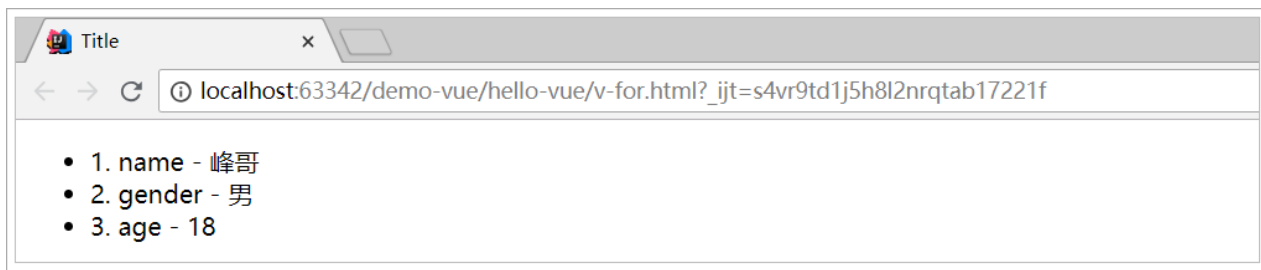 Title
localhost:63342/demo-vue/hello-vue/v-for.html?_ijt=s4vr9td1j5h8l2nrqtab17221f
1. name - 峰哥
2. gender - 男
3. age - 18